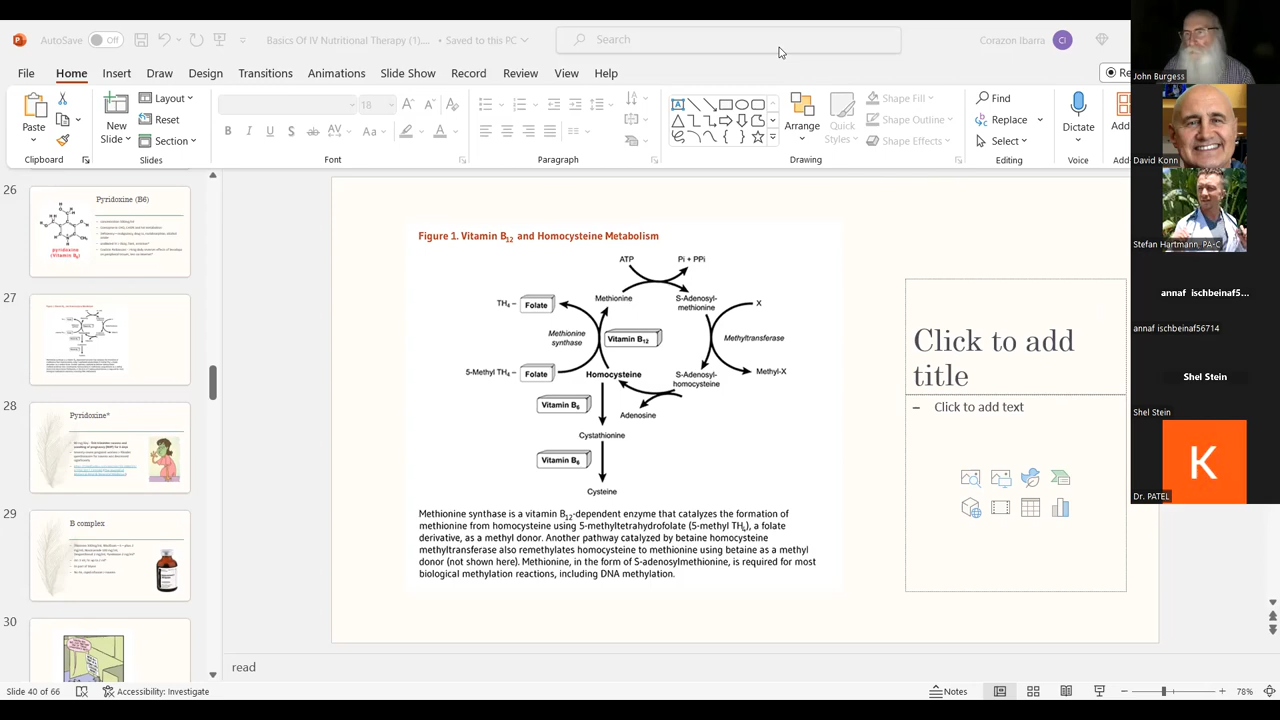 AutoSave Off
Basics Of IV Nutritional Therapy (1).... • Saved to this PC
Search
Corazon Ibarra CI
File Home Insert Draw Design Transitions Animations Slide Show Record Review View Help
Paste
New Slide
Layout
Reset
Section
18
Aa
Arrange
Quick Styles
Shape Fill
Shape Outline
Shape Effects
Find
Replace
Select
Dictate
Clipboard Slides Font Paragraph Drawing Editing Voice
John Burgess
David Konn
Stefan Hartmann, PA-C
annaf ischbeinaf5...
annaf ischbeinaf56714
Shel Stein
Shel Stein
K
Dr. PATEL
26
Pyridoxine (B6)
pyridoxine
(Vitamin B6)
27
28
Pyridoxine*
29
B complex
30
Figure 1. Vitamin B12 and Homocysteine Metabolism
ATP
Pi + PPi
TH4 – Folate
Methionine
S-Adenosyl-
methionine
X
Methionine
synthase
Vitamin B12
Methyltransferase
5-Methyl TH4 – Folate
Homocysteine
S-Adenosyl-
homocysteine
Methyl-X
Vitamin B6
Adenosine
Cystathionine
Vitamin B6
Cysteine
Methionine synthase is a vitamin B12-dependent enzyme that catalyzes the formation of
methionine from homocysteine using 5-methyltetrahydrofolate (5-methyl TH4), a folate
derivative, as a methyl donor. Another pathway catalyzed by betaine homocysteine
methyltransferase also remethylates homocysteine to methionine using betaine as a methyl
donor (not shown here). Methionine, in the form of S-adenosylmethionine, is required for most
biological methylation reactions, including DNA methylation.
Click to add
title
– Click to add text
read
Slide 40 of 66
Accessibility: Investigate
Notes
78%